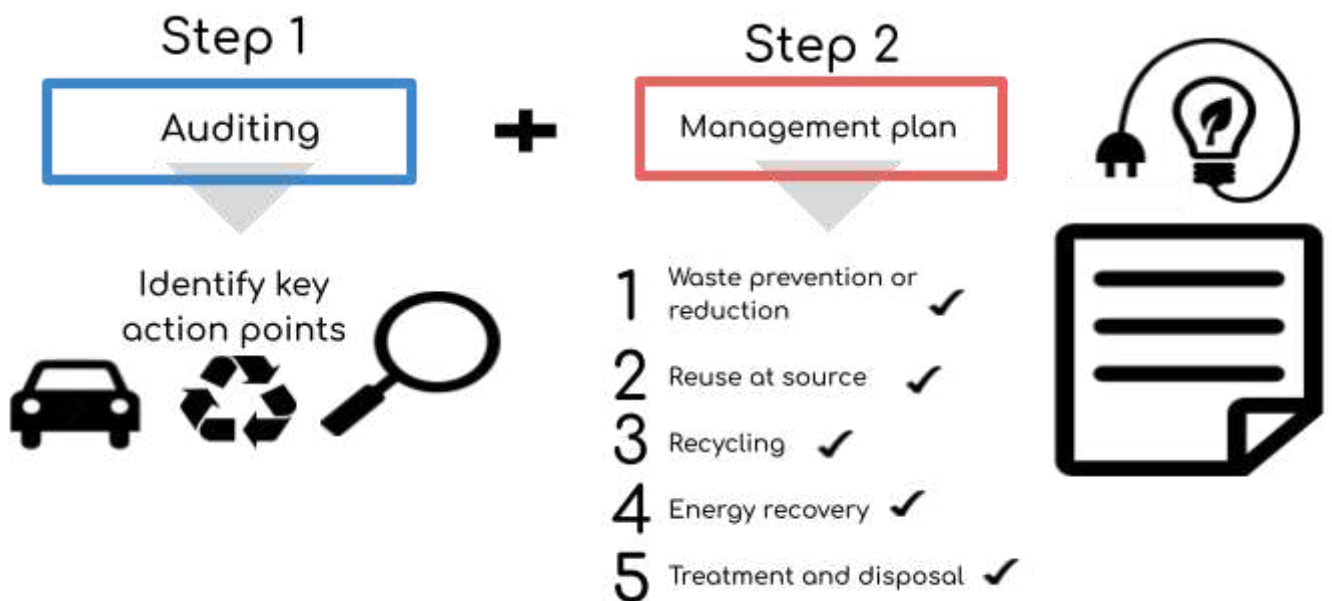 Step 1
Auditing
Identify key
action points
Step 2
Management plan
1 Waste prevention or
reduction
2 Reuse at source
3 Recycling
4 Energy recovery
5 Treatment and disposal